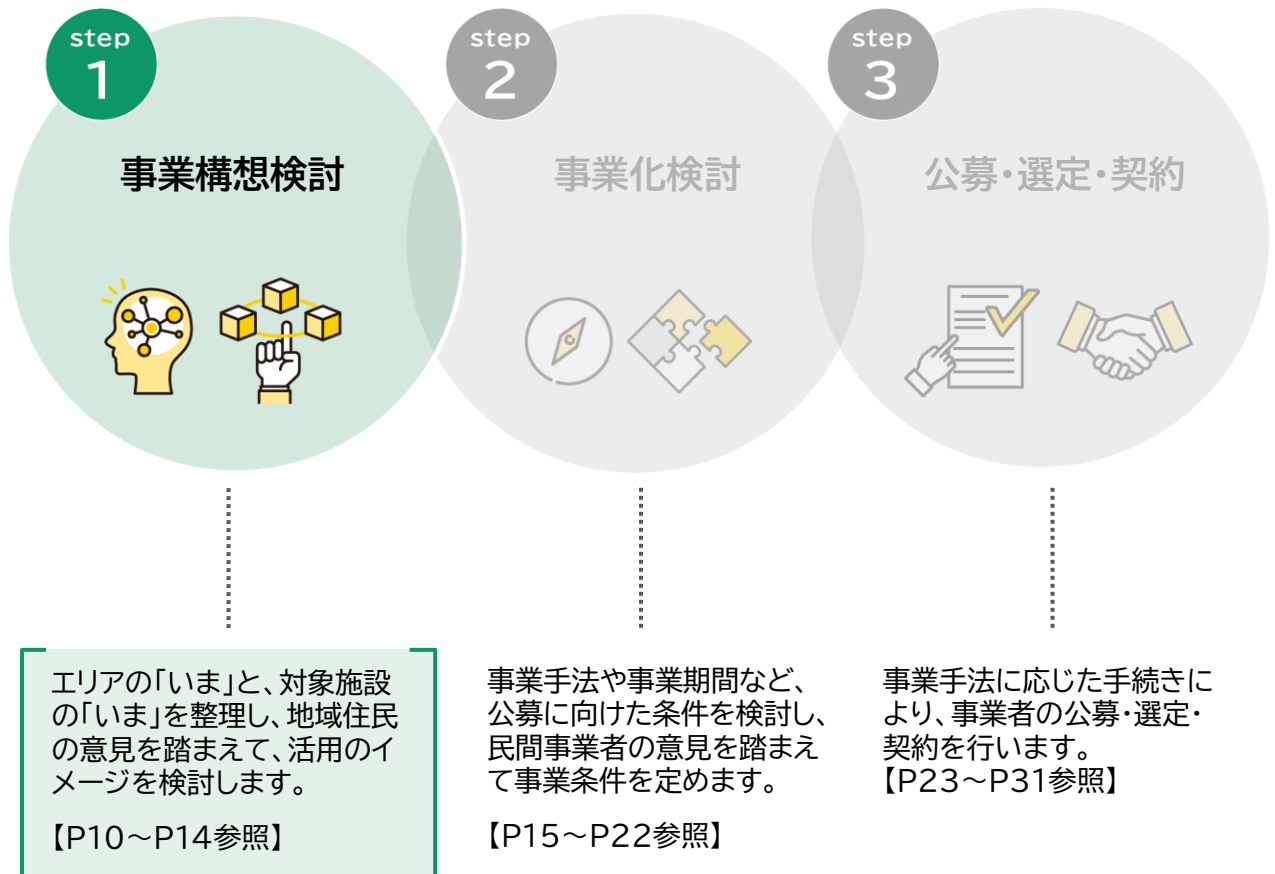 step
1
事業構想検討
step
2
事業化検討
step
3
公募・選定・契約
エリアの「いま」と、対象施設
の「いま」を整理し、地域住民
の意見を踏まえて、活用のイ
メージを検討します。
【P10～P14参照】
事業手法や事業期間など、
公募に向けた条件を検討し、
民間事業者の意見を踏まえ
て事業条件を定めます。
【P15～P22参照】
事業手法に応じた手続きに
より、事業者の公募・選定・
契約を行います。
【P23～P31参照】